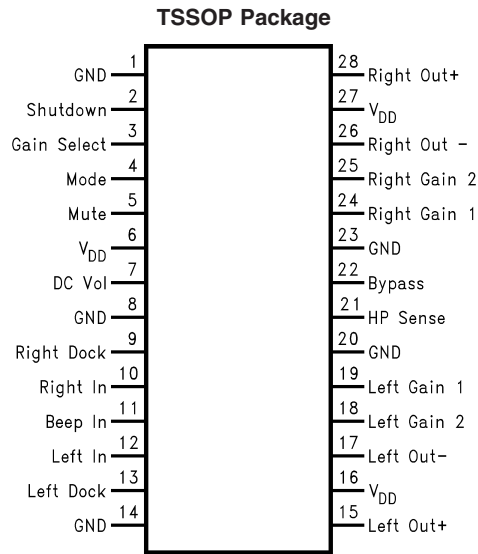 TSSOP Package
GND 1 28 Right Out+
Shutdown 2 27 VDD
Gain Select 3 26 Right Out -
Mode 4 25 Right Gain 2
Mute 5 24 Right Gain 1
VDD 6 23 GND
DC Vol 7 22 Bypass
GND 8 21 HP Sense
Right Dock 9 20 GND
Right In 10 19 Left Gain 1
Beep In 11 18 Left Gain 2
Left In 12 17 Left Out-
Left Dock 13 16 VDD
GND 14 15 Left Out+